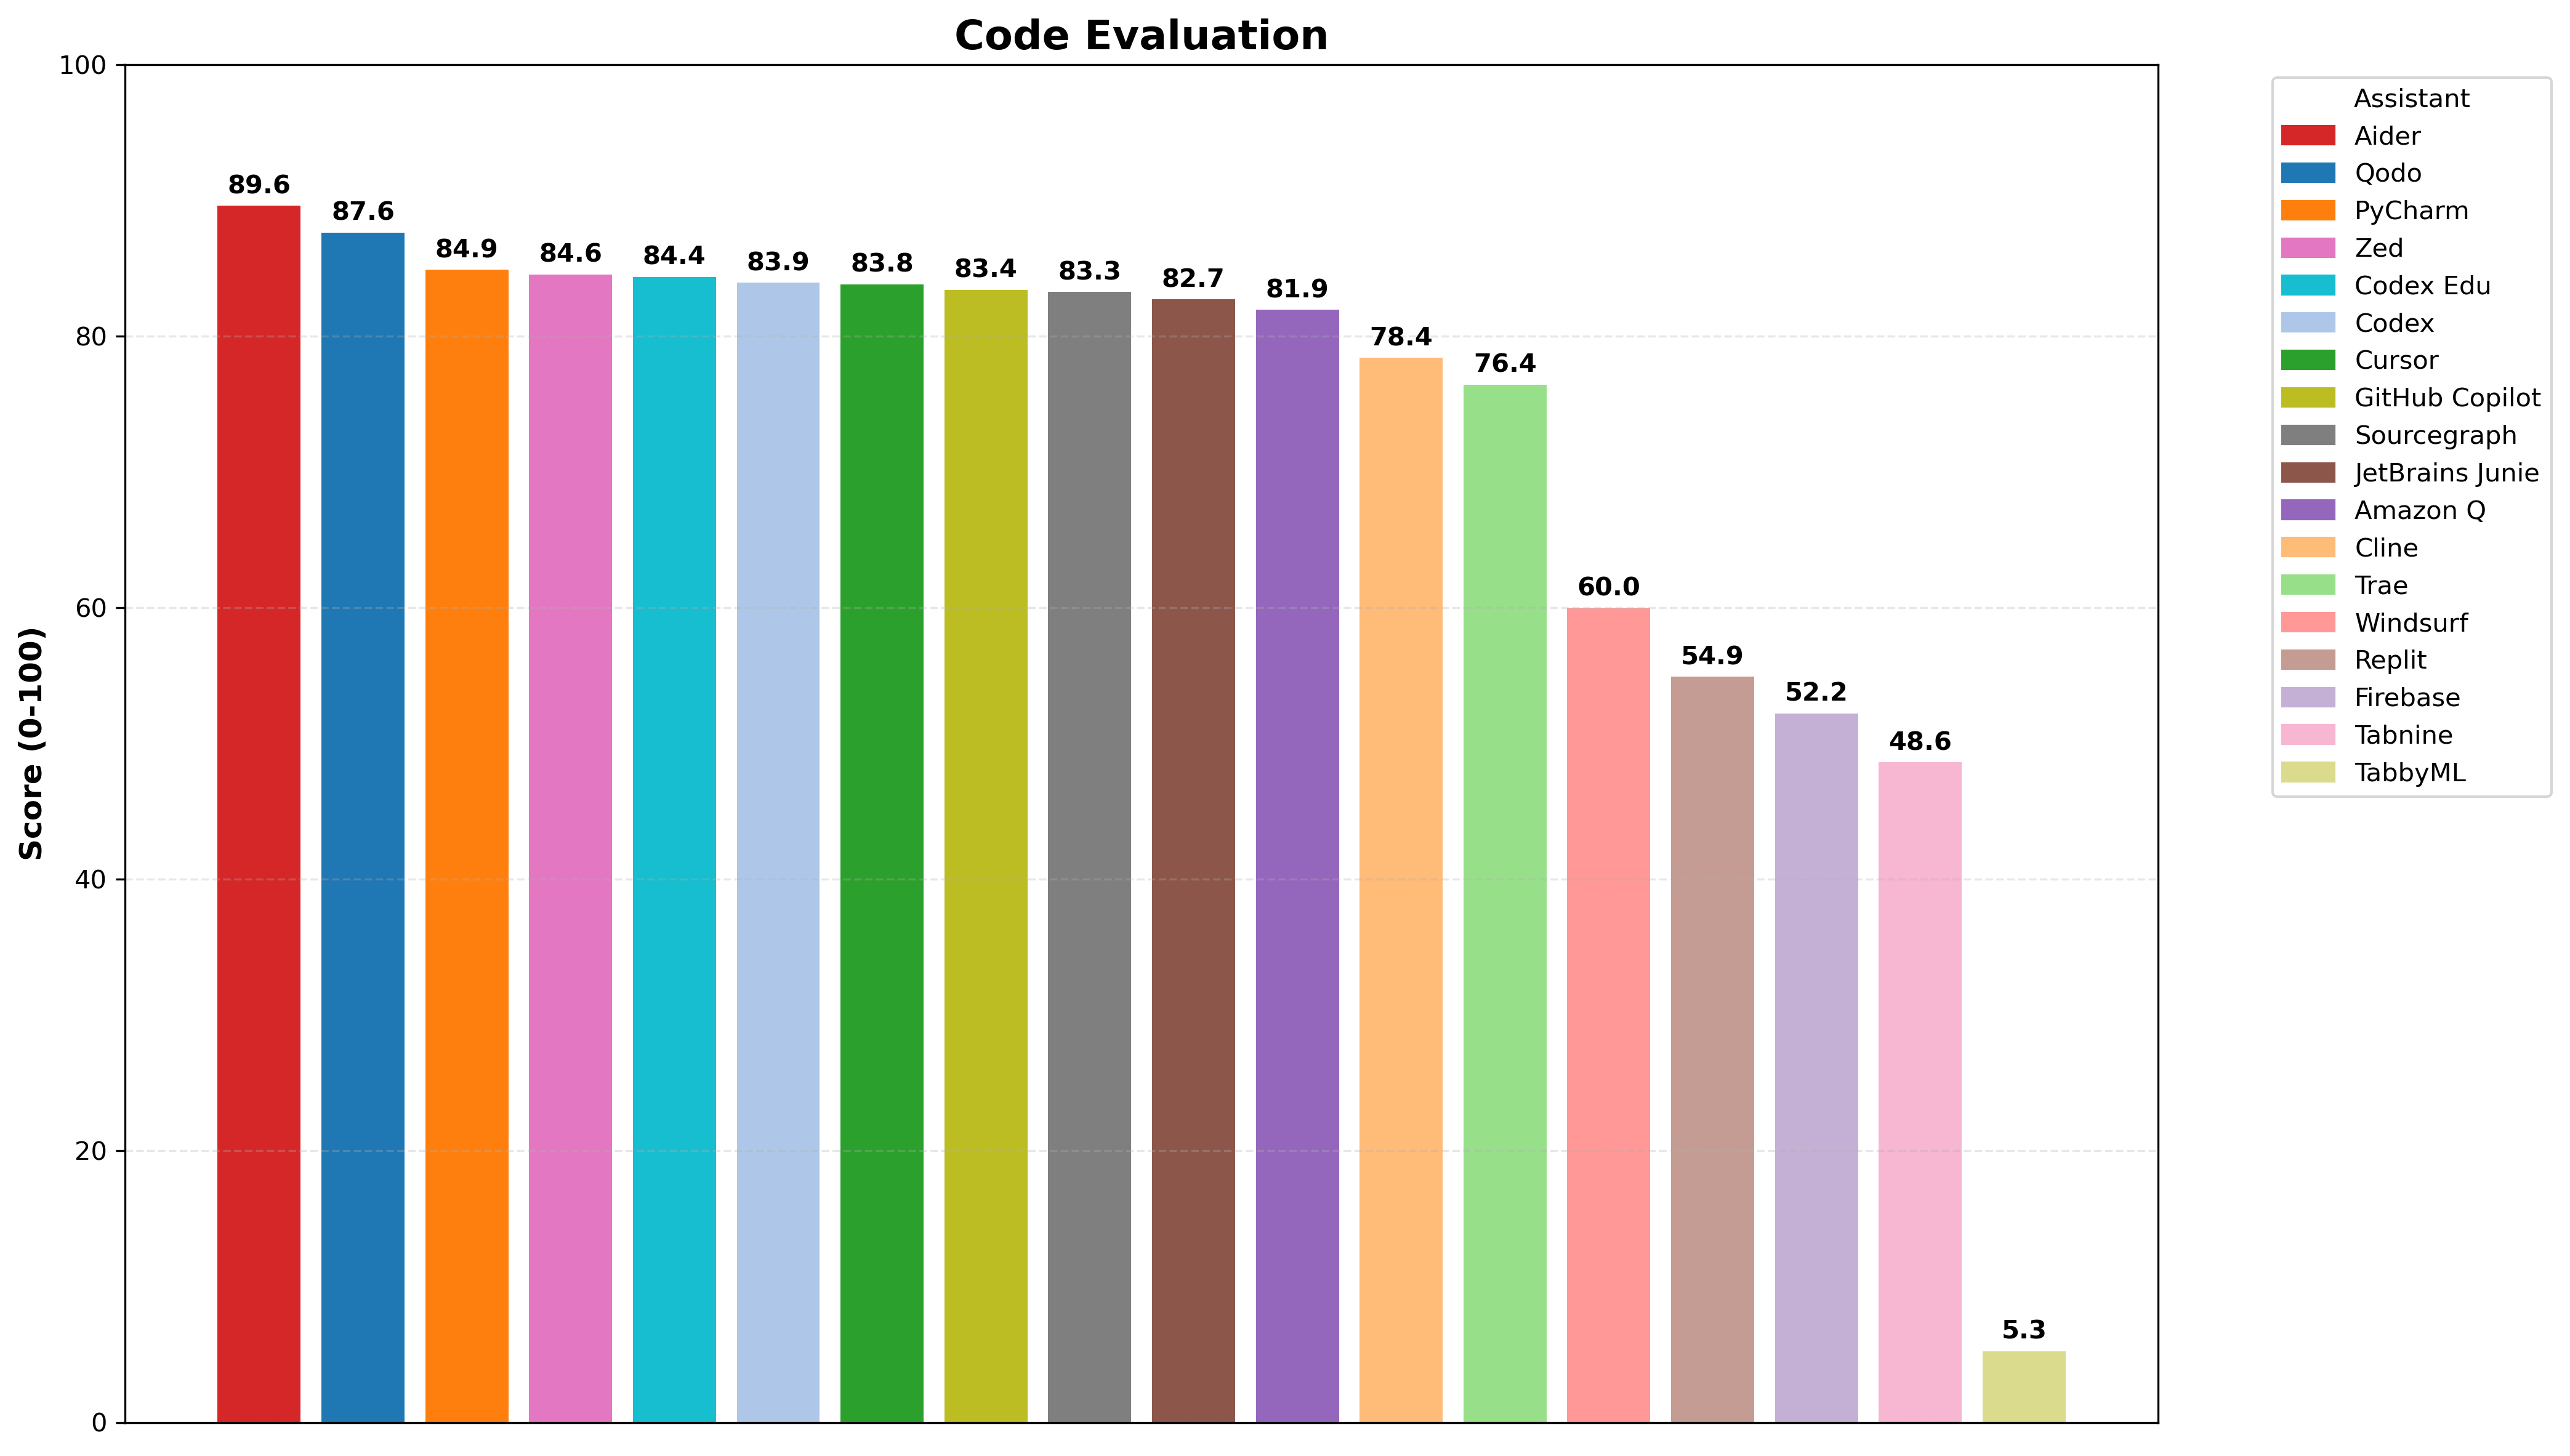 Code Evaluation
Score (0-100)
100
80
60
40
20
0
89.6
87.6
84.9
84.6
84.4
83.9
83.8
83.4
83.3
82.7
81.9
78.4
76.4
60.0
54.9
52.2
48.6
5.3
Assistant
Aider
Qodo
PyCharm
Zed
Codex Edu
Codex
Cursor
GitHub Copilot
Sourcegraph
JetBrains Junie
Amazon Q
Cline
Trae
Windsurf
Replit
Firebase
Tabnine
TabbyML